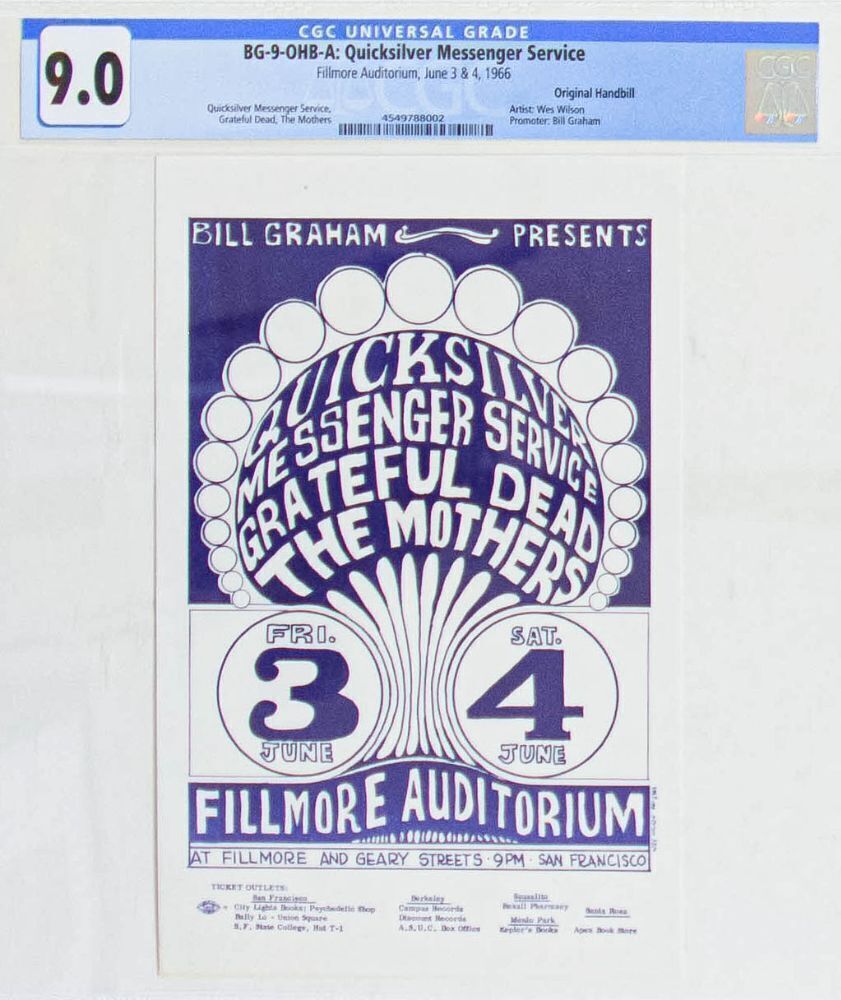 CGC UNIVERSAL GRADE
9.0
BG-9-OHB-A: Quicksilver Messenger Service
Fillmore Auditorium, June 3 & 4, 1966
Original Handbill
CGC
Quicksilver Messenger Service,
Grateful Dead, The Mothers
4549788002
Artist: Wes Wilson
Promoter: Bill Graham
BILL GRAHAM PRESENTS
QUICKSILVER
MESSENGER SERVICE
GRATEFUL DEAD
THE MOTHERS
FRI.
3
JUNE
SAT.
4
JUNE
FILLMORE AUDITORIUM
AT FILLMORE AND GEARY STREETS · 9PM · SAN FRANCISCO
TICKET OUTLETS:
San Francisco
City Lights Books; Psychedelic Shop
Bally Lo - Union Square
S.F. State College, Hut T-1
Berkeley
Campus Records
Discount Records
A.S.U.C. Box Office
Sausalito
Rexall Pharmacy
Menlo Park
Kepler's Books
Santa Rosa
Apex Book Store